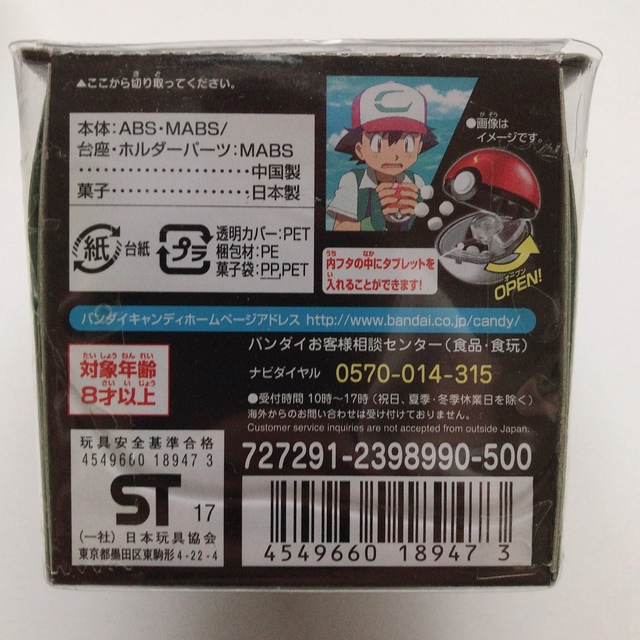 ▲ここから切り取ってください。
本体:ABS・MABS/
台座・ホルダーパーツ:MABS
‥‥‥‥‥‥‥‥‥中国製
菓子‥‥‥‥‥‥‥日本製
紙 台紙
プラ
透明カバー:PET
梱包材:PE
菓子袋:PP,PET
●画像は
イメージです。
内フタの中にタブレットを
入れることができます!
オープン
OPEN!
バンダイキャンディホームページアドレス http://www.bandai.co.jp/candy/
対象年齢
8才以上
バンダイお客様相談センター(食品・食玩)
ナビダイヤル 0570-014-315
●受付時間 10時〜17時(祝日、夏季・冬季休業日を除く)
海外からのお問い合わせは受け付けておりません。
Customer service inquiries are not accepted from outside Japan.
玩具安全基準合格
4549660 18947 3
ST 17
(一社)日本玩具協会
東京都墨田区東駒形4-22-4
727291-2398990-500
4549660 189473